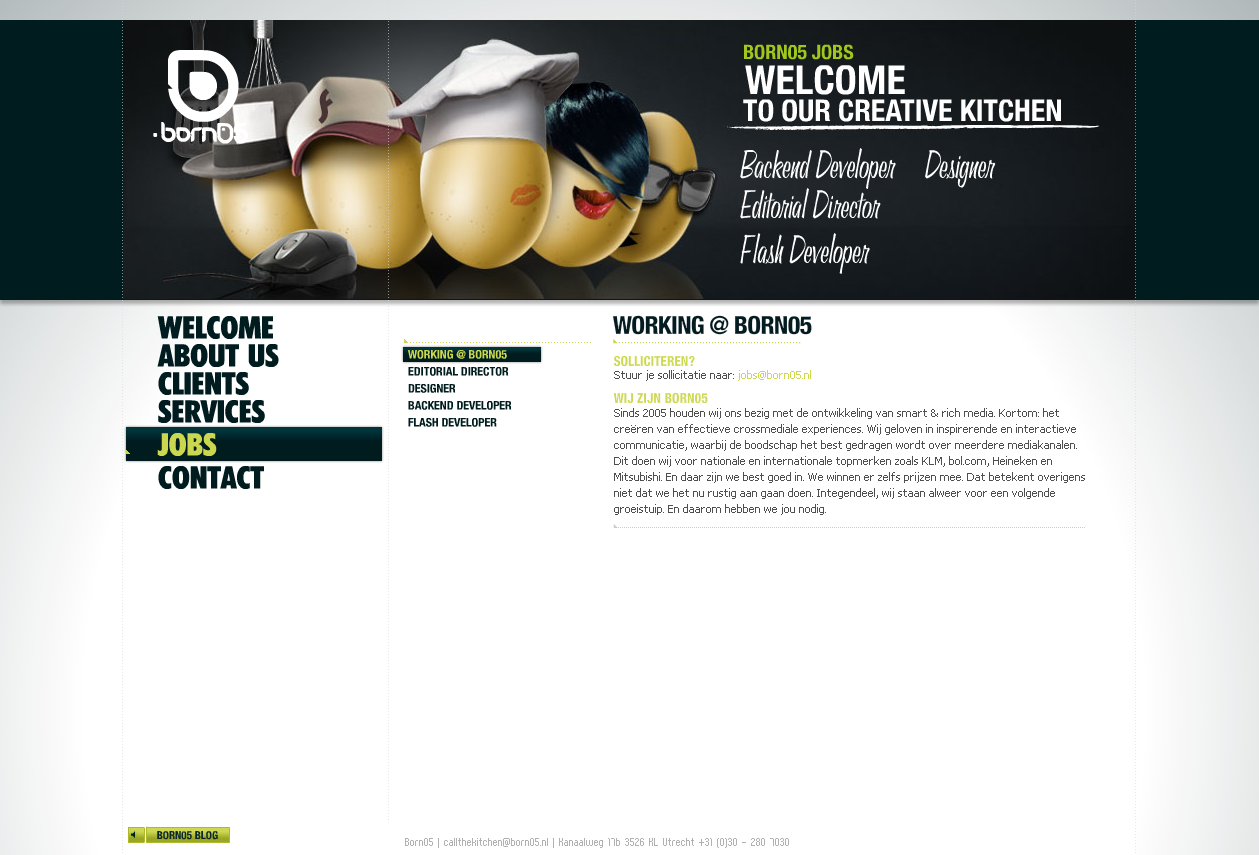 born05
BORN05 JOBS
WELCOME
TO OUR CREATIVE KITCHEN
Backend Developer Designer
Editorial Director
Flash Developer
WELCOME
ABOUT US
CLIENTS
SERVICES
JOBS
CONTACT
WORKING @ BORN05
EDITORIAL DIRECTOR
DESIGNER
BACKEND DEVELOPER
FLASH DEVELOPER
WORKING @ BORN05
SOLLICITEREN?
Stuur je sollicitatie naar: jobs@born05.nl
WIJ ZIJN BORN05
Sinds 2005 houden wij ons bezig met de ontwikkeling van smart & rich media. Kortom: het
creëren van effectieve crossmediale experiences. Wij geloven in inspirerende en interactieve
communicatie, waarbij de boodschap het best gedragen wordt over meerdere mediakanalen.
Dit doen wij voor nationale en internationale topmerken zoals KLM, bol.com, Heineken en
Mitsubishi. En daar zijn we best goed in. We winnen er zelfs prijzen mee. Dat betekent overigens
niet dat we het nu rustig aan gaan doen. Integendeel, wij staan alweer voor een volgende
groeistuip. En daarom hebben we jou nodig.
BORN05 BLOG
Born05 | callthekitchen@born05.nl | Kanaalweg 17b 3526 KL Utrecht +31 (0)30 - 280 7030